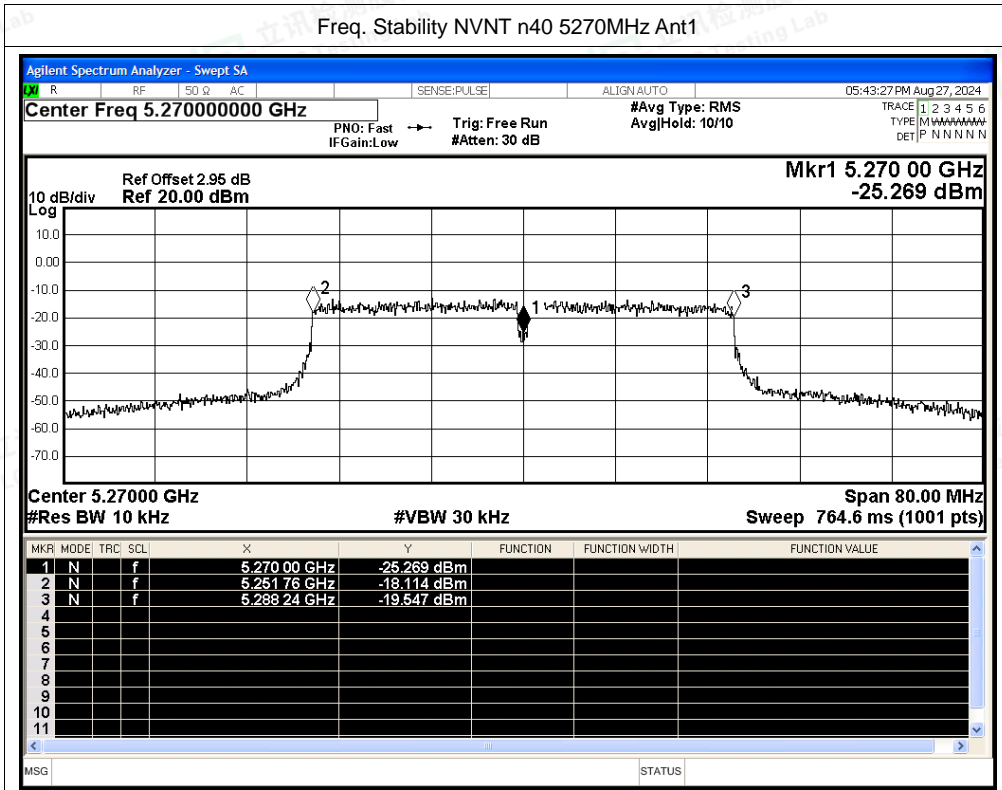 Freq. Stability NVNT n40 5270MHz Ant1
Agilent Spectrum Analyzer - Swept SA
LXI R RF 50 Ω AC SENSE:PULSE ALIGN AUTO 05:43:27 PM Aug 27, 2024
Center Freq 5.270000000 GHz #Avg Type: RMS TRACE 1 2 3 4 5 6
PNO: Fast Trig: Free Run Avg|Hold: 10/10 TYPE M WWWWW
IFGain:Low #Atten: 30 dB DET P N N N N N
Mkr1 5.270 00 GHz
Ref Offset 2.95 dB
10 dB/div Ref 20.00 dBm -25.269 dBm
Log
10.0
0.00
-10.0
2
3
1
-20.0
-30.0
-40.0
-50.0
-60.0
-70.0
Center 5.27000 GHz Span 80.00 MHz
#Res BW 10 kHz #VBW 30 kHz Sweep 764.6 ms (1001 pts)
MKR MODE TRC SCL X Y FUNCTION FUNCTION WIDTH FUNCTION VALUE
1 N f 5.270 00 GHz -25.269 dBm
2 N f 5.251 76 GHz -18.114 dBm
3 N f 5.288 24 GHz -19.547 dBm
4
5
6
7
8
9
10
11
MSG STATUS